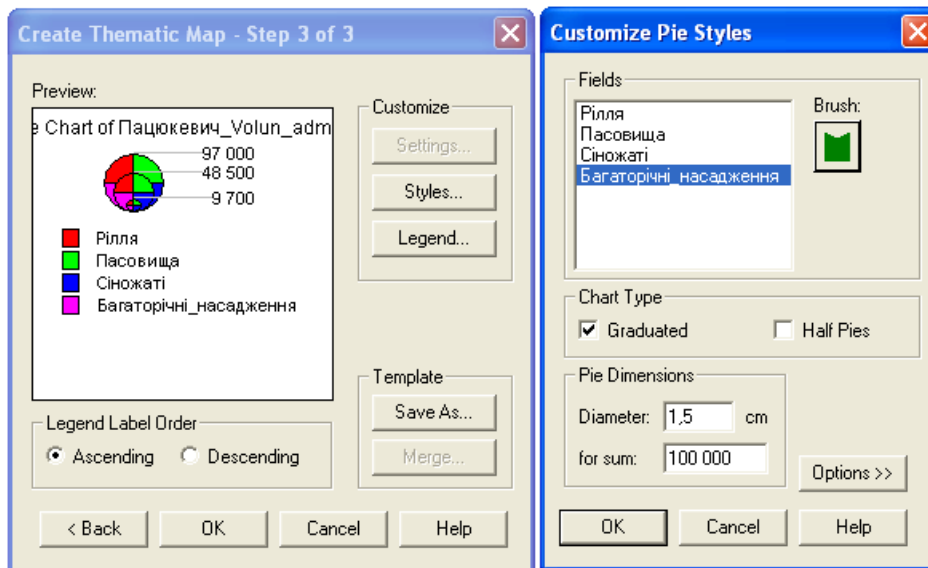 Create Thematic Map - Step 3 of 3
Preview:
e Chart of Пацюкевич_Volun_adm
97 000
48 500
9 700
Рілля
Пасовища
Сіножаті
Багаторічні_насадження
Customize
Settings...
Styles...
Legend...
Template
Save As...
Merge...
Legend Label Order
Ascending
Descending
< Back
OK
Cancel
Help
Customize Pie Styles
Fields
Рілля
Пасовища
Сіножаті
Багаторічні_насадження
Brush:
Chart Type
Graduated
Half Pies
Pie Dimensions
Diameter: 1,5 cm
for sum: 100 000
Options >>
OK
Cancel
Help